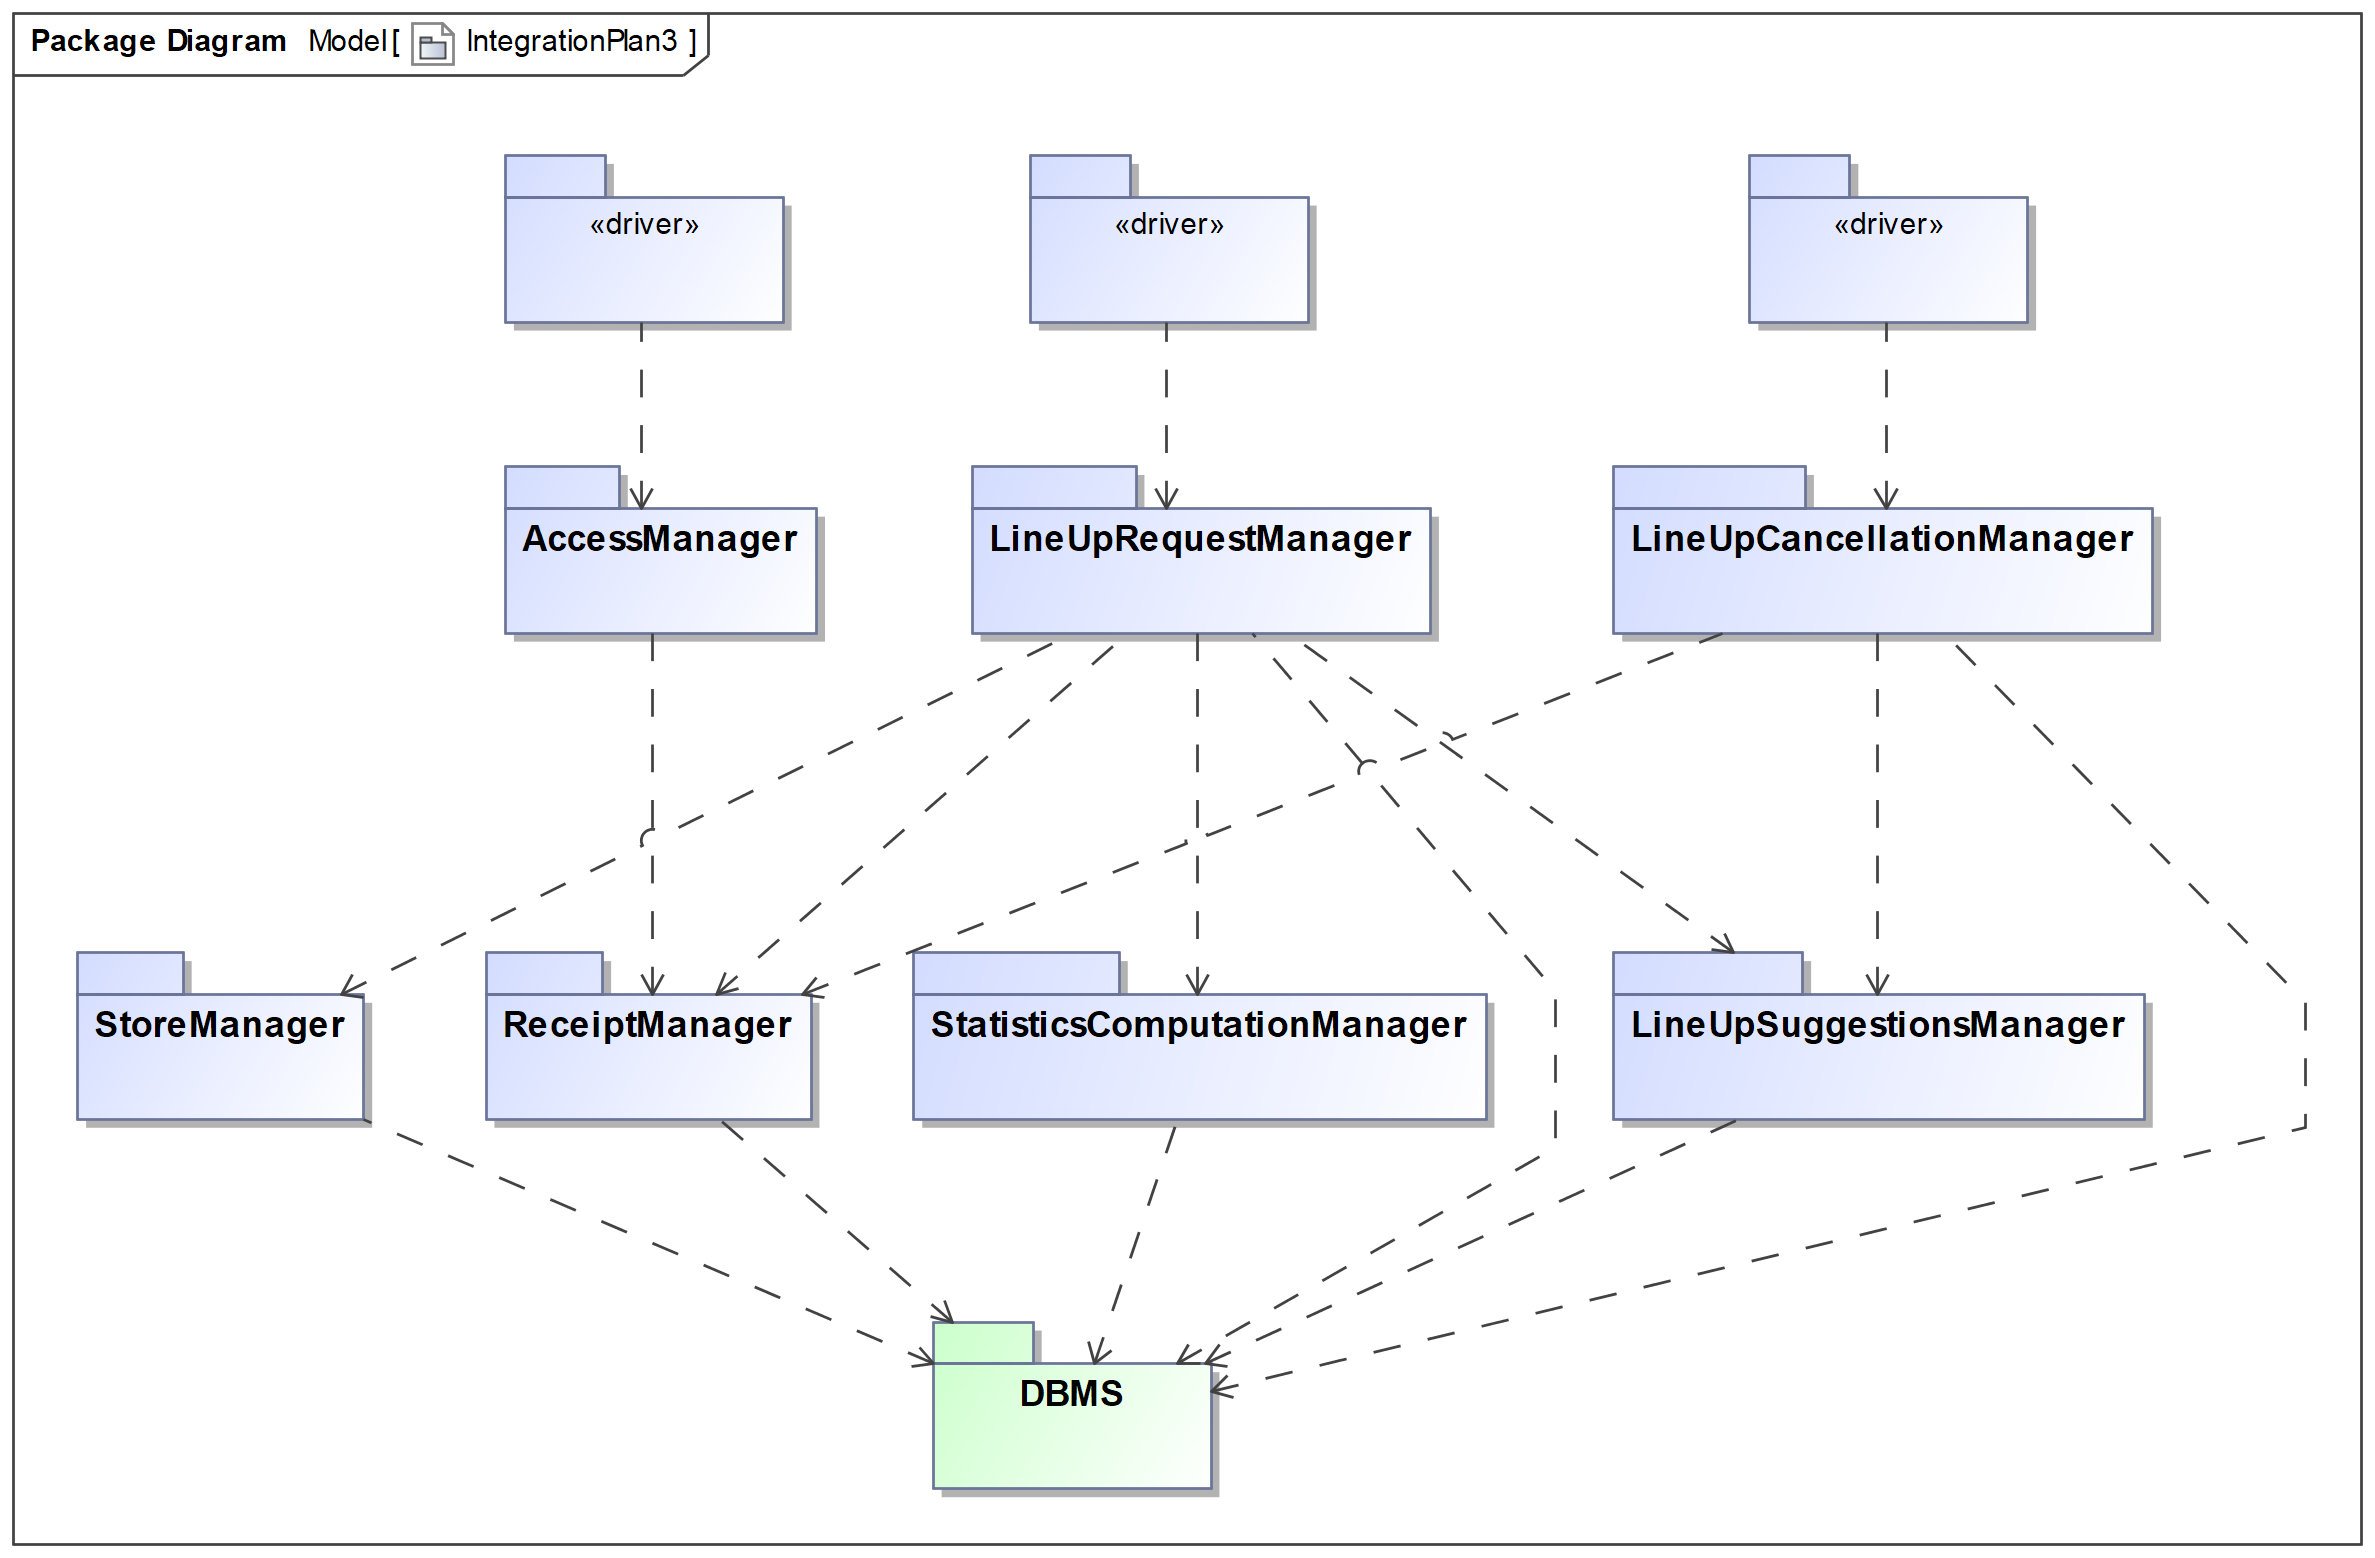 Package Diagram Model[ IntegrationPlan3 ]
«driver»
«driver»
«driver»
AccessManager
LineUpRequestManager
LineUpCancellationManager
StoreManager
ReceiptManager
StatisticsComputationManager
LineUpSuggestionsManager
DBMS